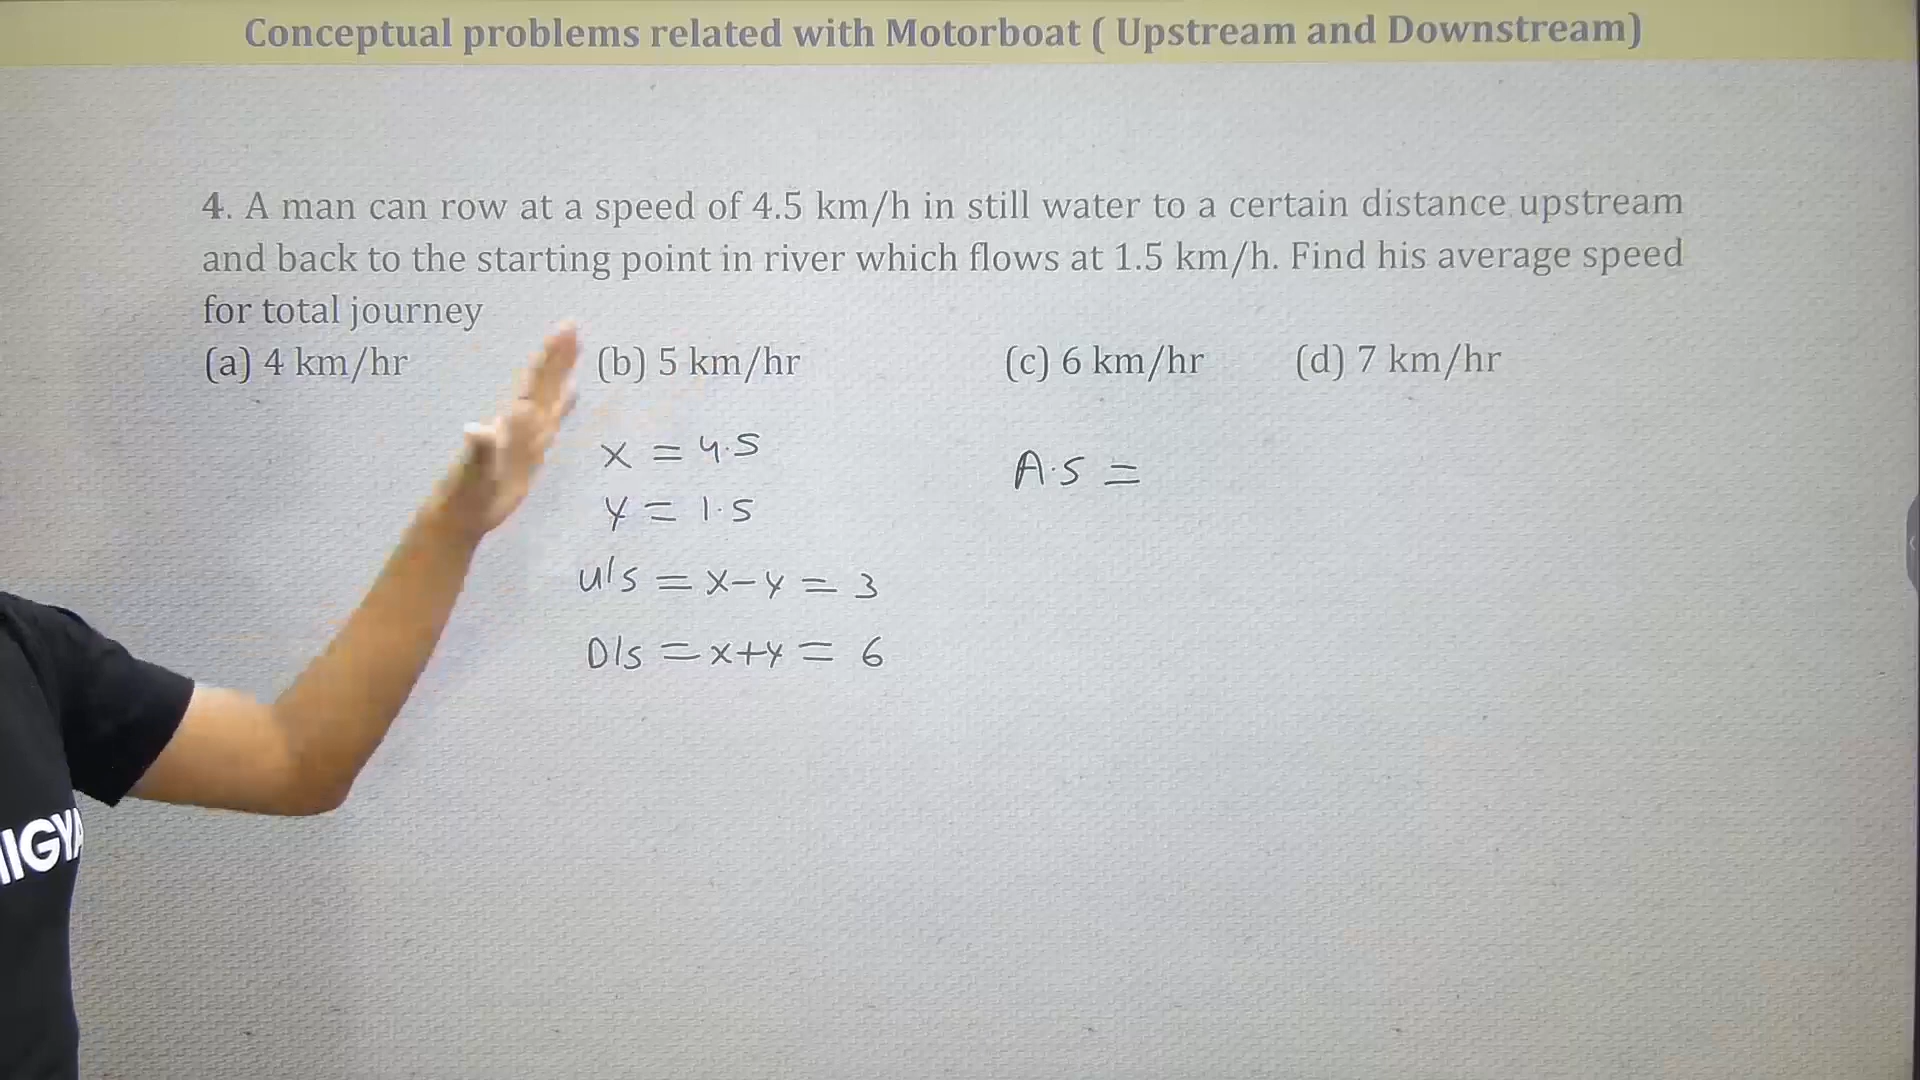 Conceptual problems related with Motorboat ( Upstream and Downstream)
4. A man can row at a speed of 4.5 km/h in still water to a certain distance upstream
and back to the starting point in river which flows at 1.5 km/h. Find his average speed
for total journey
(a) 4 km/hr (b) 5 km/hr (c) 6 km/hr (d) 7 km/hr
x = 4.5
y = 1.5
u/s = x-y = 3
D/s = x+y = 6
A.S =
IGYA